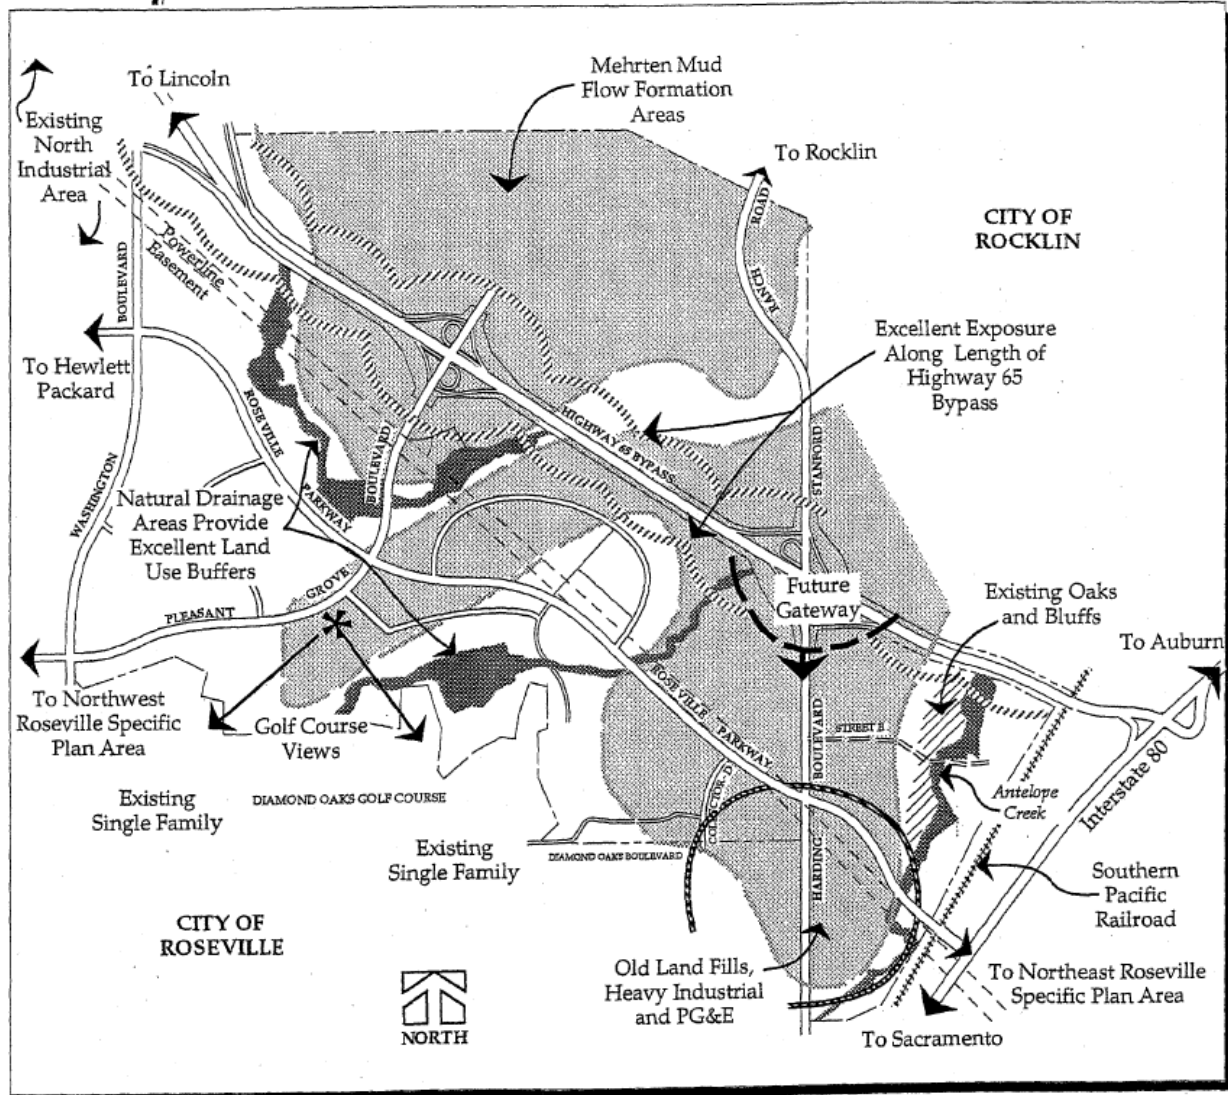 To Lincoln
Mehrten Mud
Flow Formation
Areas
Existing
North
Industrial
Area
To Rocklin
CITY OF
ROCKLIN
ROAD
RANCH
Powerline
Easement
BOULEVARD
To Hewlett
Packard
Excellent Exposure
Along Length of
Highway 65
Bypass
ROSEVILLE
PARKWAY
BOULEVARD
HIGHWAY 65 BYPASS
STANFORD
WASHINGTON
Natural Drainage
Areas Provide
Excellent Land
Use Buffers
GROVE
PLEASANT
Future
Gateway
Existing Oaks
and Bluffs
To Auburn
To Northwest
Roseville Specific
Plan Area
Golf Course
Views
ROSEVILLE PARKWAY
BOULEVARD
STREET B
Antelope
Creek
Interstate 80
Existing
Single Family
DIAMOND OAKS GOLF COURSE
COLLECTOR-D
Existing
Single Family
DIAMOND OAKS BOULEVARD
HARDING
Southern
Pacific
Railroad
CITY OF
ROSEVILLE
Old Land Fills,
Heavy Industrial
and PG&E
To Northeast Roseville
Specific Plan Area
NORTH
To Sacramento